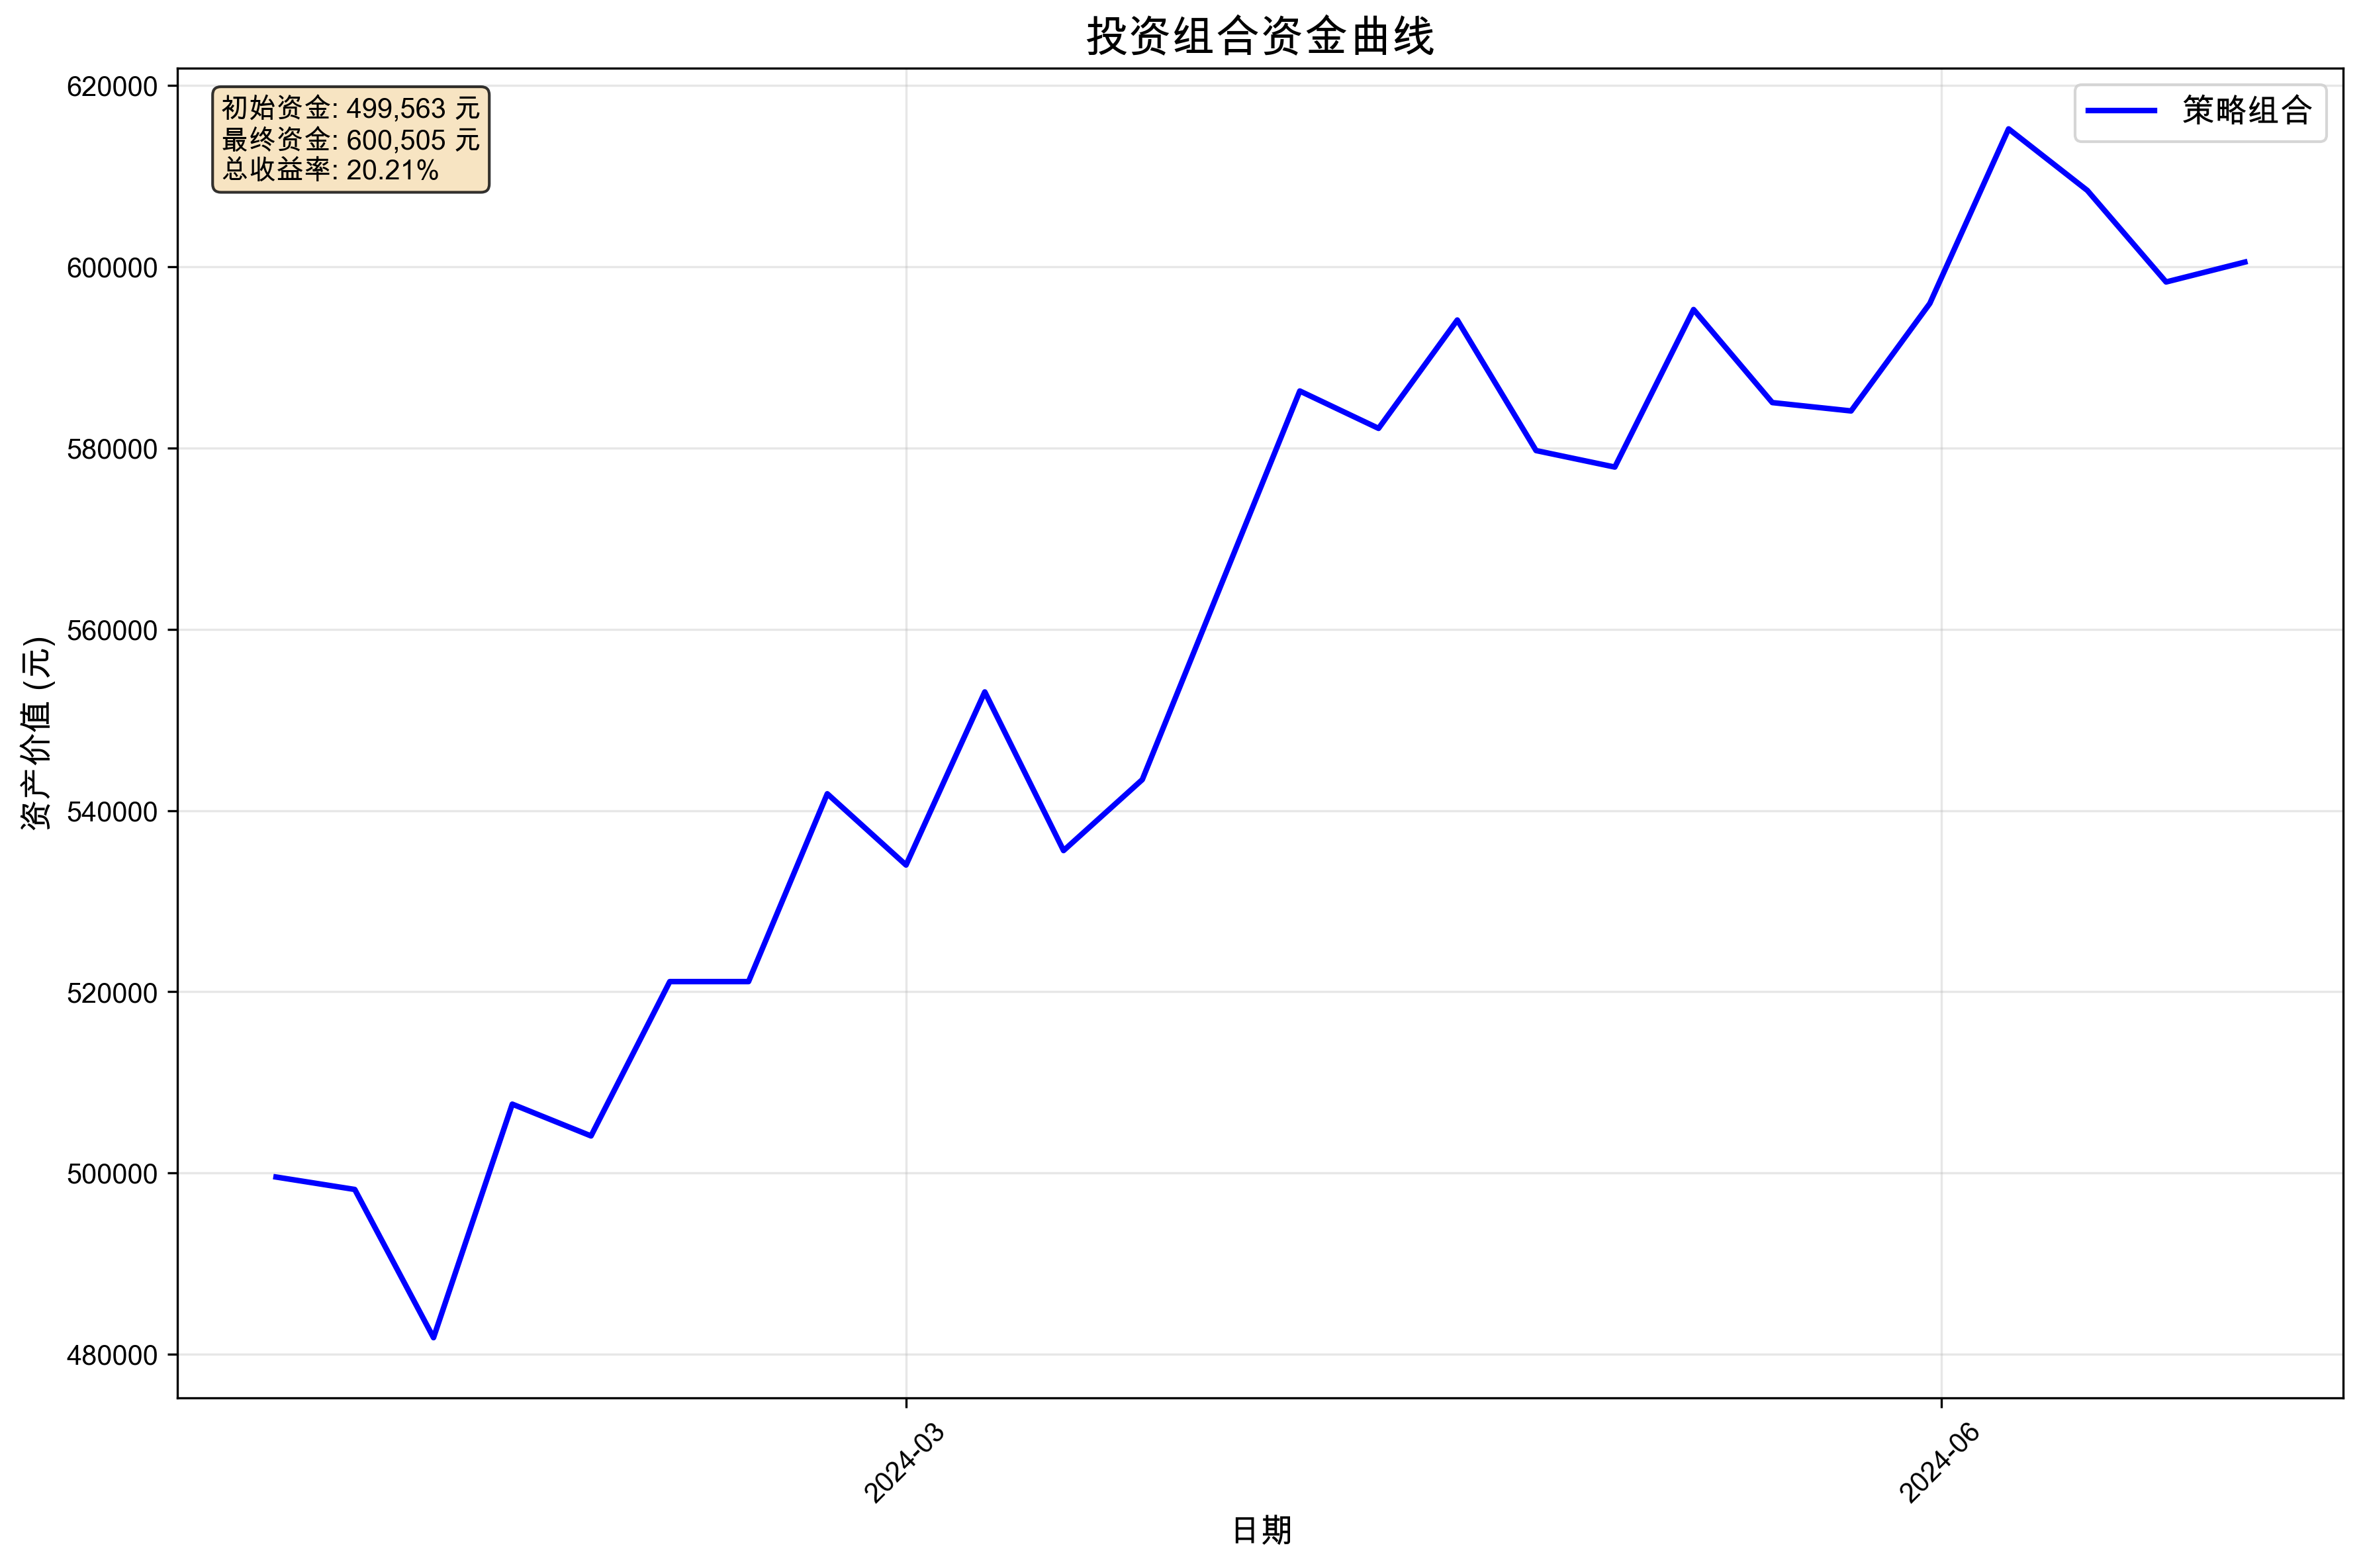 投资组合资金曲线
初始资金: 499,563 元
最终资金: 600,505 元
总收益率: 20.21%
策略组合
资产价值 (元)
620000
600000
580000
560000
540000
520000
500000
480000
2024-03
2024-06
日期